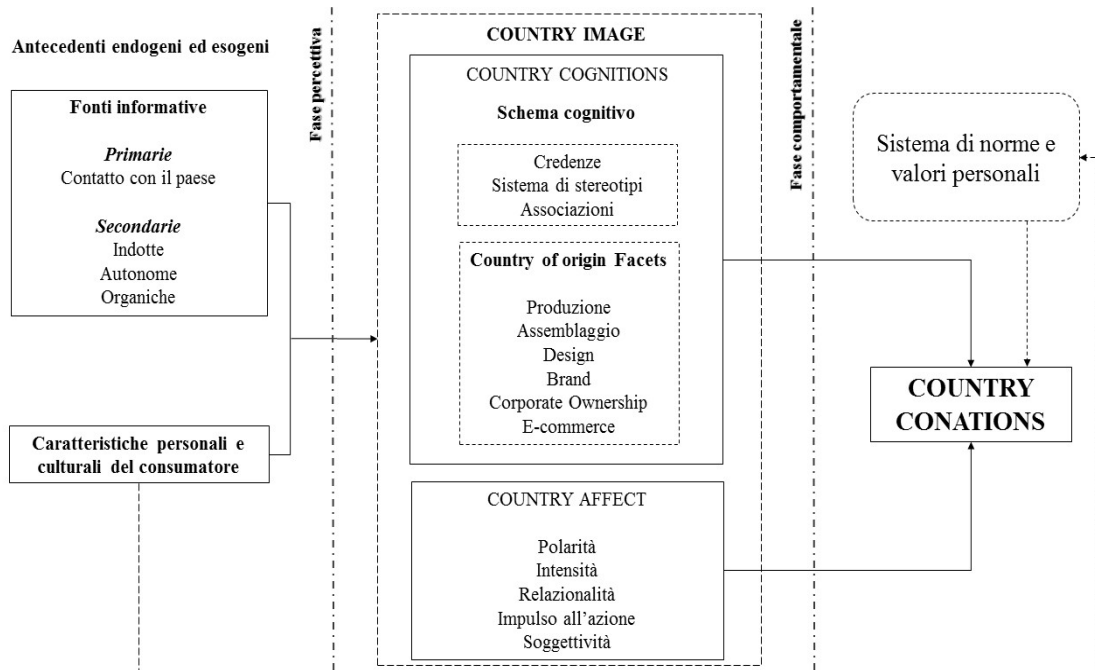 Antecedenti endogeni ed esogeni
Fonti informative
Primarie
Contatto con il paese
Secondarie
Indotte
Autonome
Organiche
Caratteristiche personali e
culturali del consumatore
Fase percettiva
COUNTRY IMAGE
COUNTRY COGNITIONS
Schema cognitivo
Credenze
Sistema di stereotipi
Associazioni
Country of origin Facets
Produzione
Assemblaggio
Design
Brand
Corporate Ownership
E-commerce
COUNTRY AFFECT
Polarità
Intensità
Relazionalità
Impulso all’azione
Soggettività
Fase comportamentale
Sistema di norme e
valori personali
COUNTRY
CONATIONS